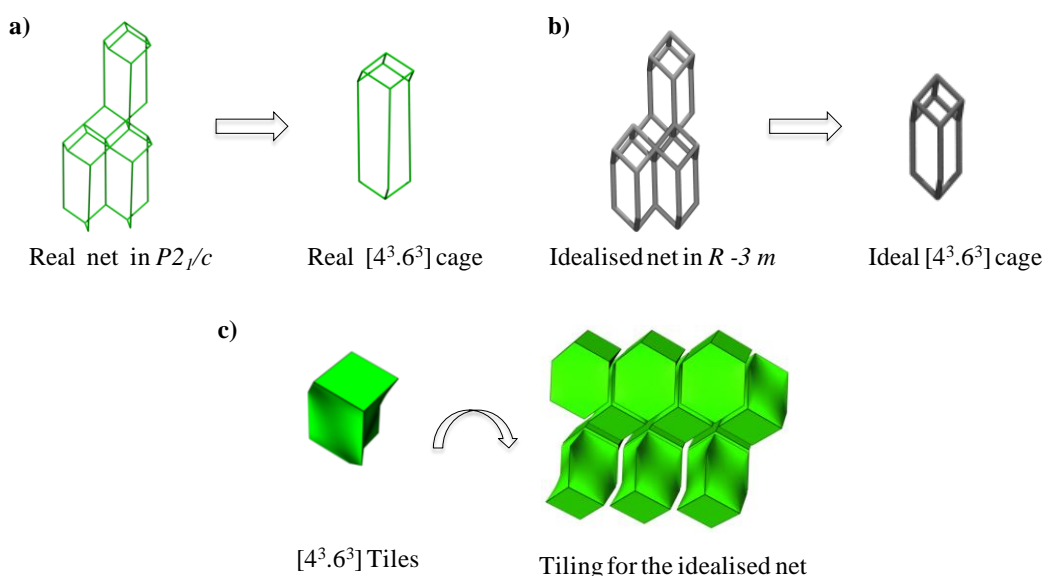 a)
b)
Real net in P2₁/c
Real [4³.6³] cage
Idealised net in R -3 m
Ideal [4³.6³] cage
c)
[4³.6³] Tiles
Tiling for the idealised net